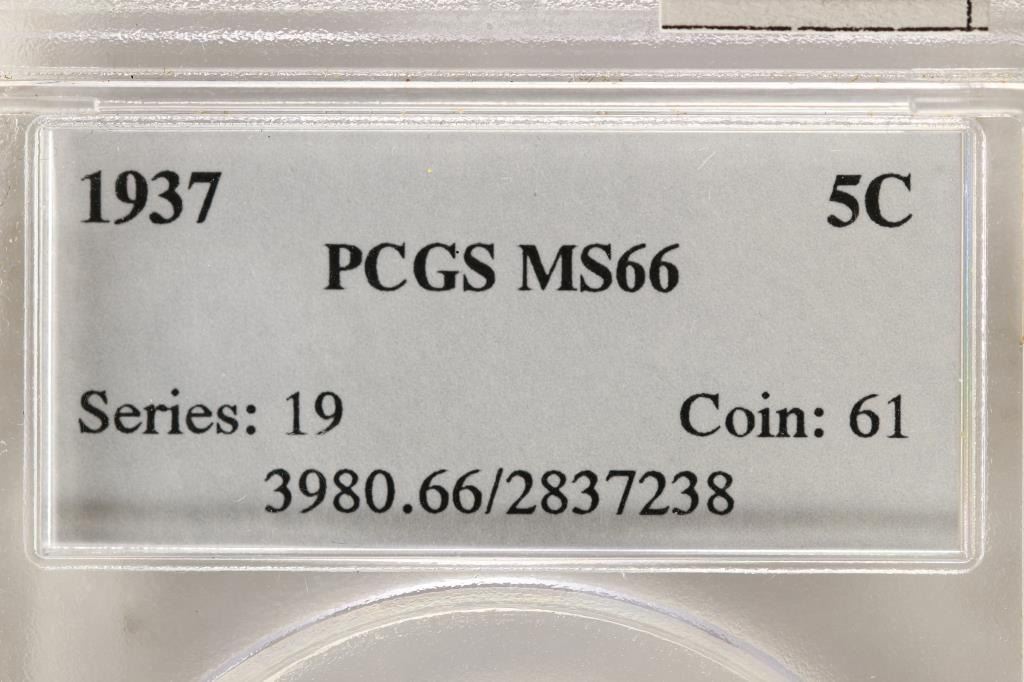 1937 5C
PCGS MS66
Series: 19 Coin: 61
3980.66/2837238